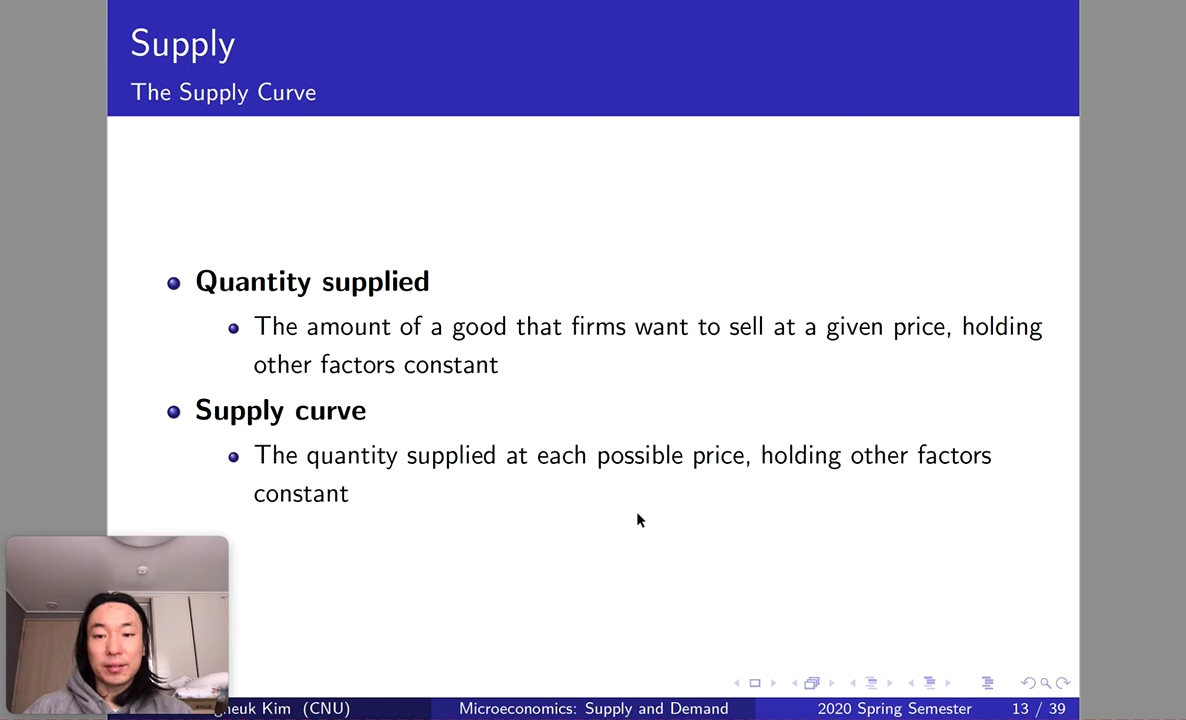 Supply
The Supply Curve
Quantity supplied
The amount of a good that firms want to sell at a given price, holding
other factors constant
Supply curve
The quantity supplied at each possible price, holding other factors
constant
Kim (CNU)
Microeconomics: Supply and Demand
2020 Spring Semester
13 / 39